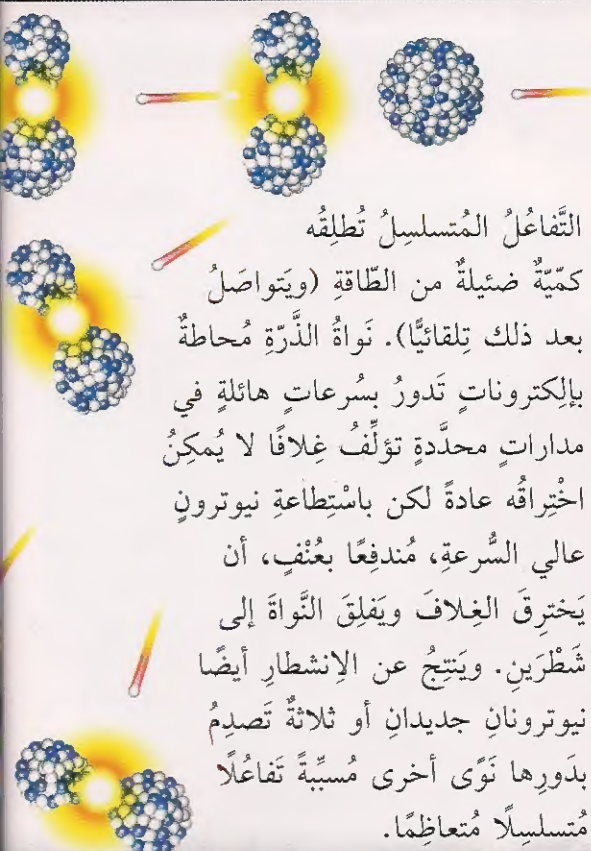 التَّفاعُلُ المُتسلسِلُ تُطلِقُه
كمّيّةٌ ضئيلةٌ من الطّاقةِ (ويَتواصَلُ
بعد ذلك تِلقائيًّا). نَواةُ الذَّرّةِ مُحاطةٌ
بإلِكتروناتٍ تَدورُ بسُرعاتٍ هائلةٍ في
مداراتٍ محدَّدةٍ تؤلِّفُ غِلافًا لا يُمكِنُ
اخْتِراقُه عادةً لكن باسْتِطاعةِ نيوترونٍ
عالي السُّرعةِ، مُندفِعًا بعُنْفٍ، أن
يَخترِقَ الغِلافَ ويَفلِقَ النَّواةَ إلى
شَطْرَينِ. ويَنتِجُ عن الاِنشطارِ أيضًا
نيوترونانِ جديدانِ أو ثلاثةٌ تَصدِمُ
بدَورِها نَوًى أخرى مُسبِّبةً تَفاعُلًا
مُتسلسِلًا مُتعاظِمًا.